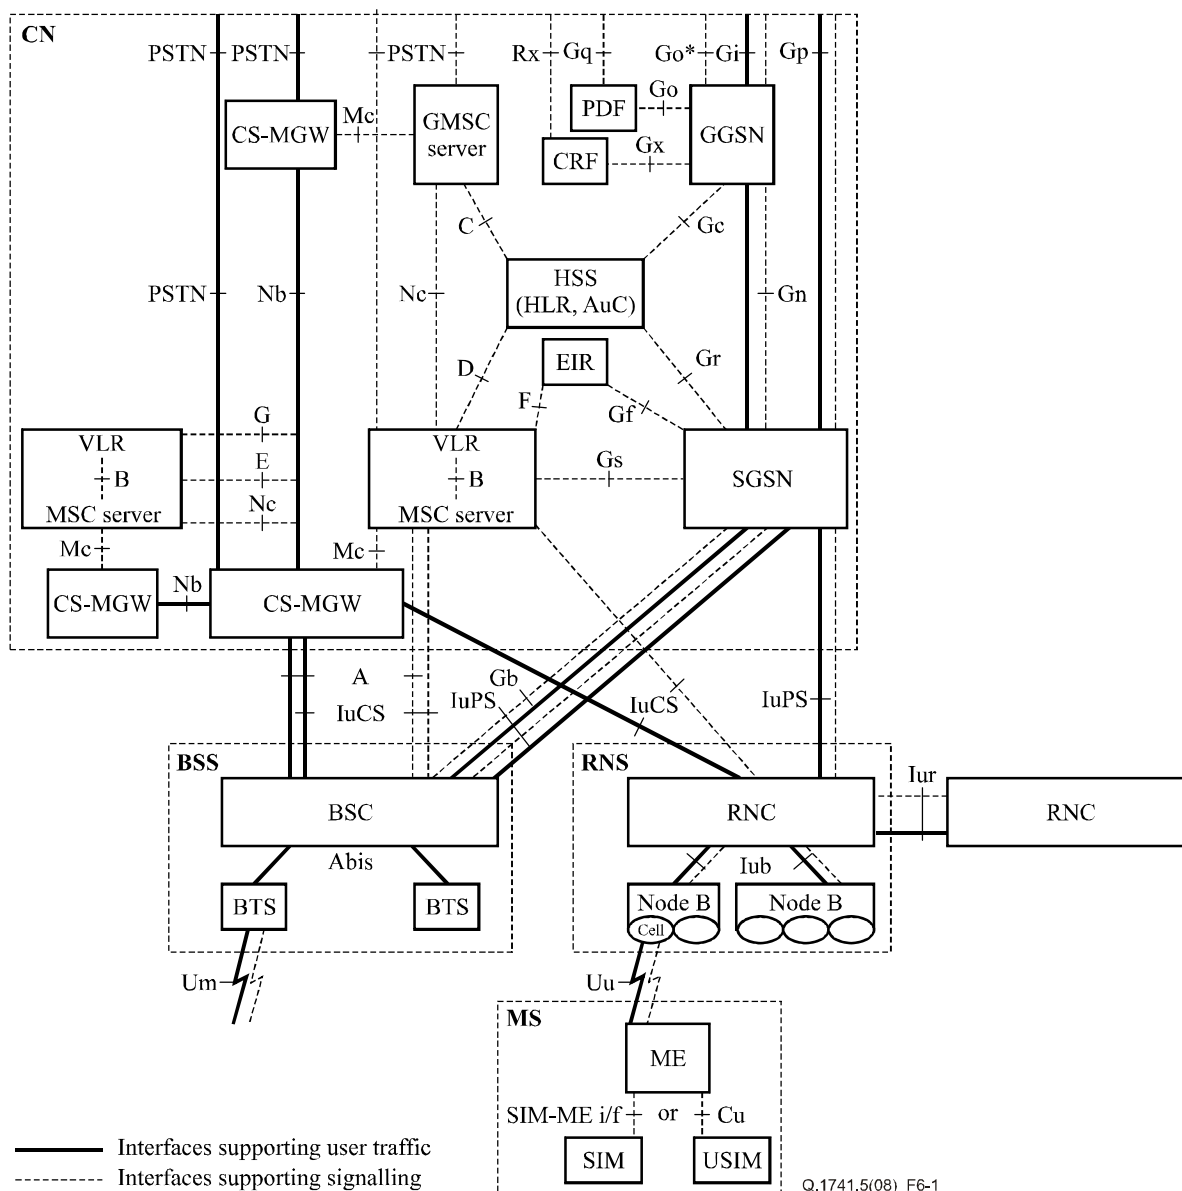 CN
PSTN PSTN PSTN Rx Gq Go* Gi Gp
CS-MGW
Mc
GMSC
server
PDF
Go
GGSN
CRF
Gx
C
Gc
HSS
(HLR, AuC)
PSTN
Nb
Nc
Gn
D
EIR
Gr
F
Gf
G
VLR
E
B
Nc
MSC server
VLR
B
MSC server
Gs
SGSN
Mc
Mc
CS-MGW
Nb
CS-MGW
A
Gb
IuCS
IuPS
IuCS
IuPS
BSS
RNS
Iur
BSC
RNC
RNC
Abis
Iub
BTS
BTS
Node B
Cell
Node B
Um
Uu
MS
ME
SIM-ME i/f or Cu
SIM
USIM
Interfaces supporting user traffic
Interfaces supporting signalling
Q.1741.5(08)_F6-1